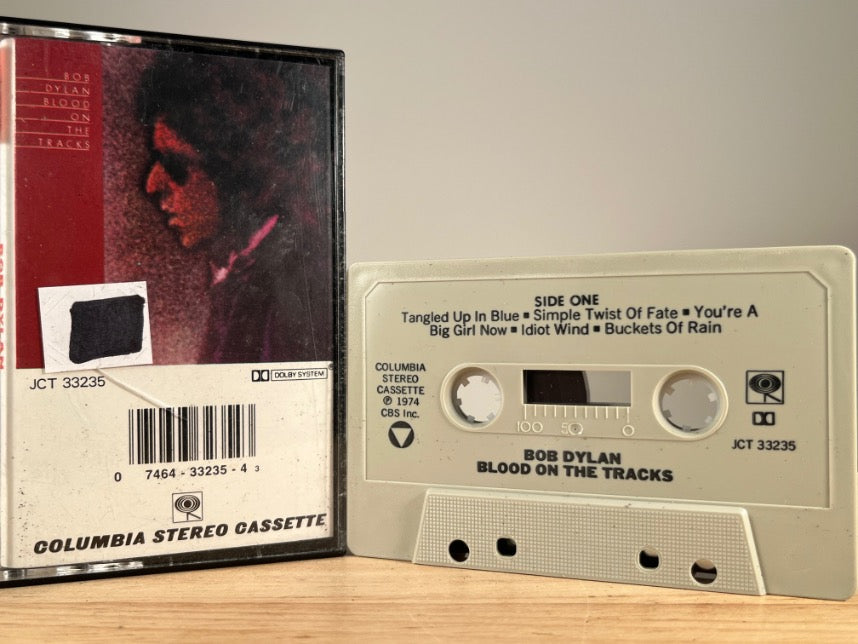 BOB
DYLAN
BLOOD
ON
THE
TRACKS
JCT 33235
DOLBY SYSTEM
0 7464-33235-4 3
COLUMBIA STEREO CASSETTE
SIDE ONE
Tangled Up In Blue ■ Simple Twist Of Fate ■ You're A
Big Girl Now ■ Idiot Wind ■ Buckets Of Rain
COLUMBIA
STEREO
CASSETTE
℗ 1974
CBS Inc.
100 50 0
JCT 33235
BOB DYLAN
BLOOD ON THE TRACKS